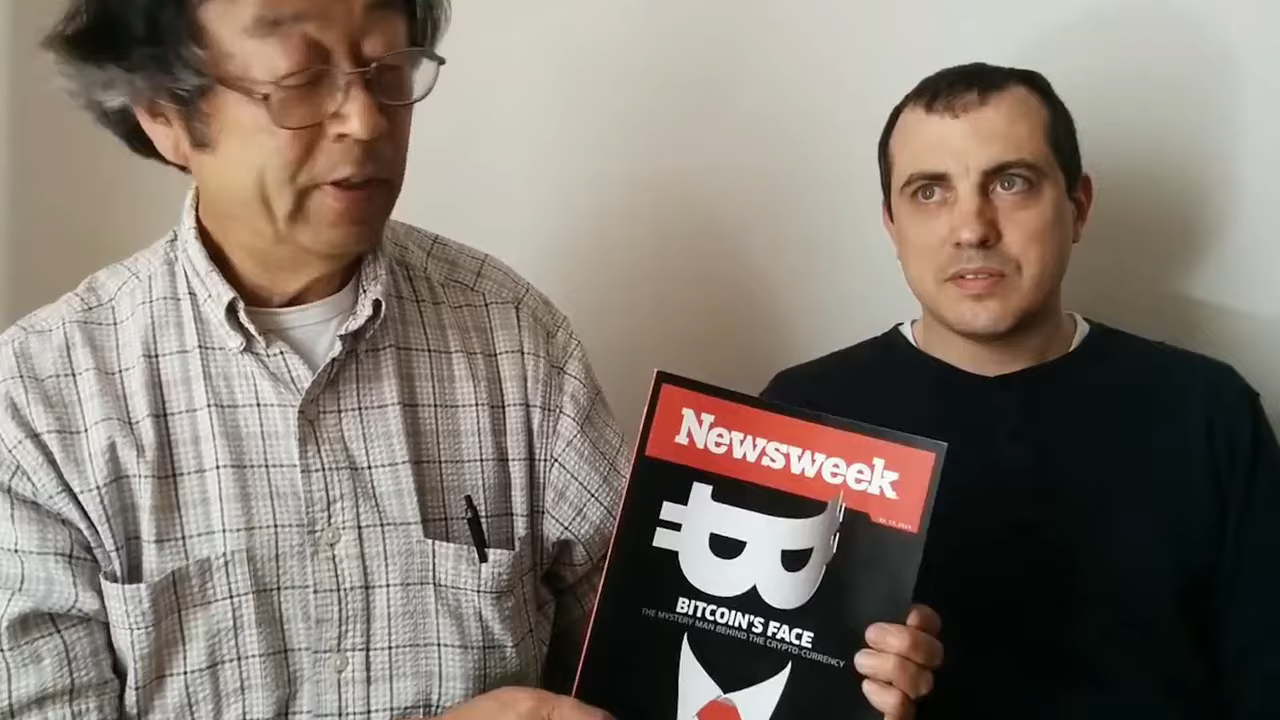 Newsweek
BITCOIN'S FACE
THE MYSTERY MAN BEHIND THE CRYPTO-CURRENCY